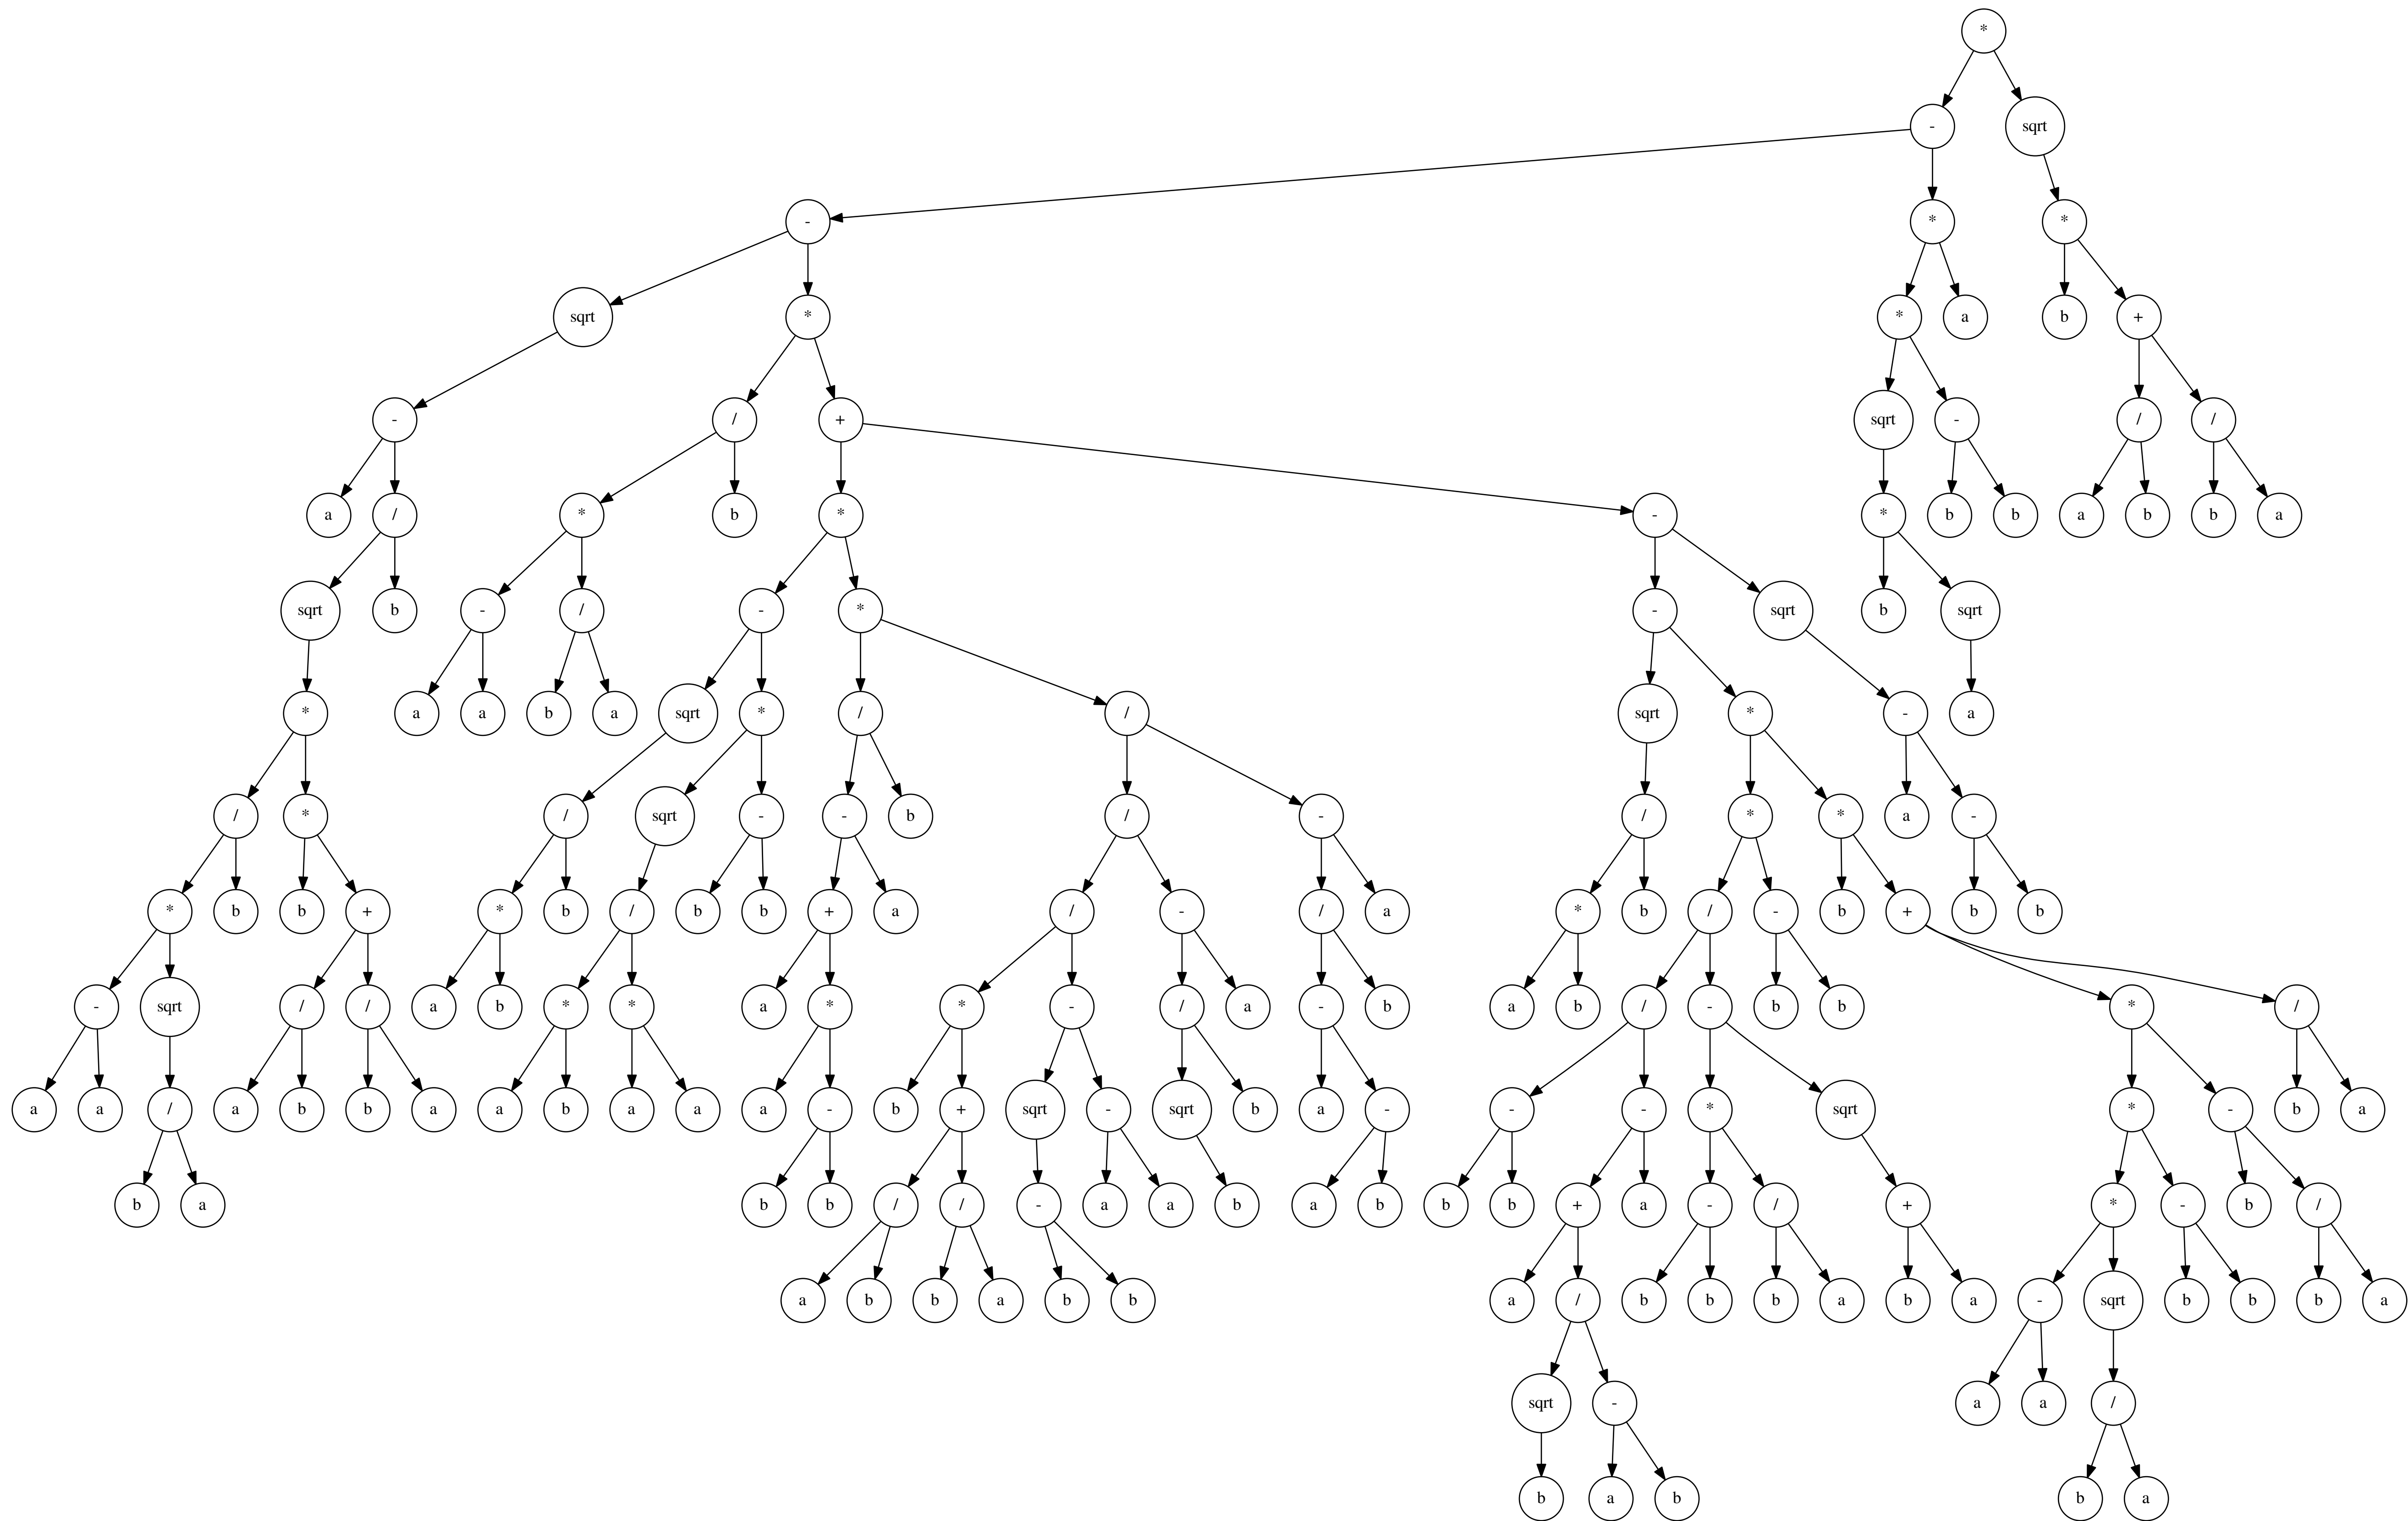 *
- sqrt
- * *
sqrt * * a b +
- / + sqrt - / /
a / * b * - * b b a b b a
sqrt b - / - * - sqrt b sqrt
* a a b a sqrt * / / sqrt * - a
/ * / sqrt - - b / - / * * a -
* b b + * b / b b + a / - / a * b / - b + b b
- sqrt / / a b * * a * * - / a - b a b / - b b * /
a a / a b b a a b a a a - b + sqrt - sqrt b a - - - * sqrt * - b a
b a b b / / - a a b a b b b + a - / + * - b /
a b b a b b a / b b b a b a - sqrt b b b a
sqrt - a a /
b a b b a